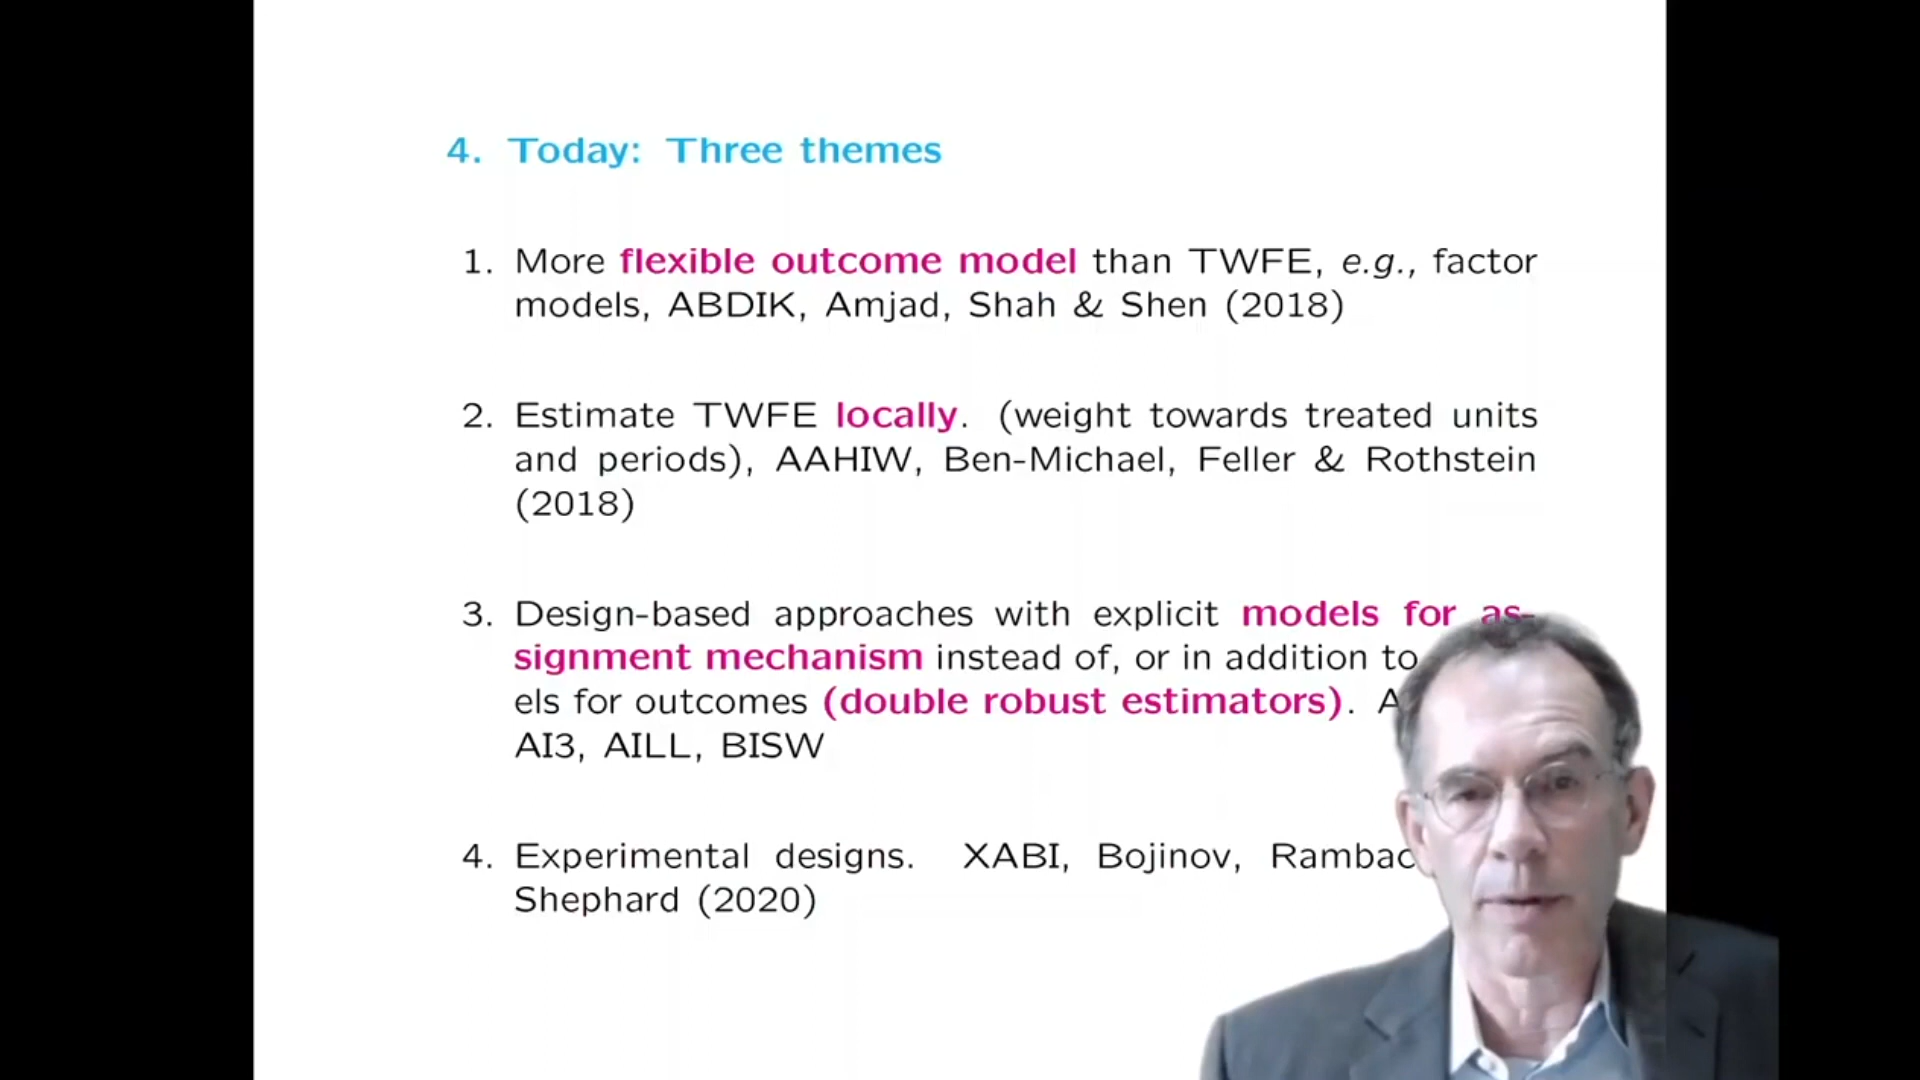 4. Today: Three themes
1. More flexible outcome model than TWFE, e.g., factor
models, ABDIK, Amjad, Shah & Shen (2018)
2. Estimate TWFE locally. (weight towards treated units
and periods), AAHIW, Ben-Michael, Feller & Rothstein
(2018)
3. Design-based approaches with explicit models for as-
signment mechanism instead of, or in addition to
els for outcomes (double robust estimators).
AI3, AILL, BISW
4. Experimental designs. XABI, Bojinov,
Shephard (2020)